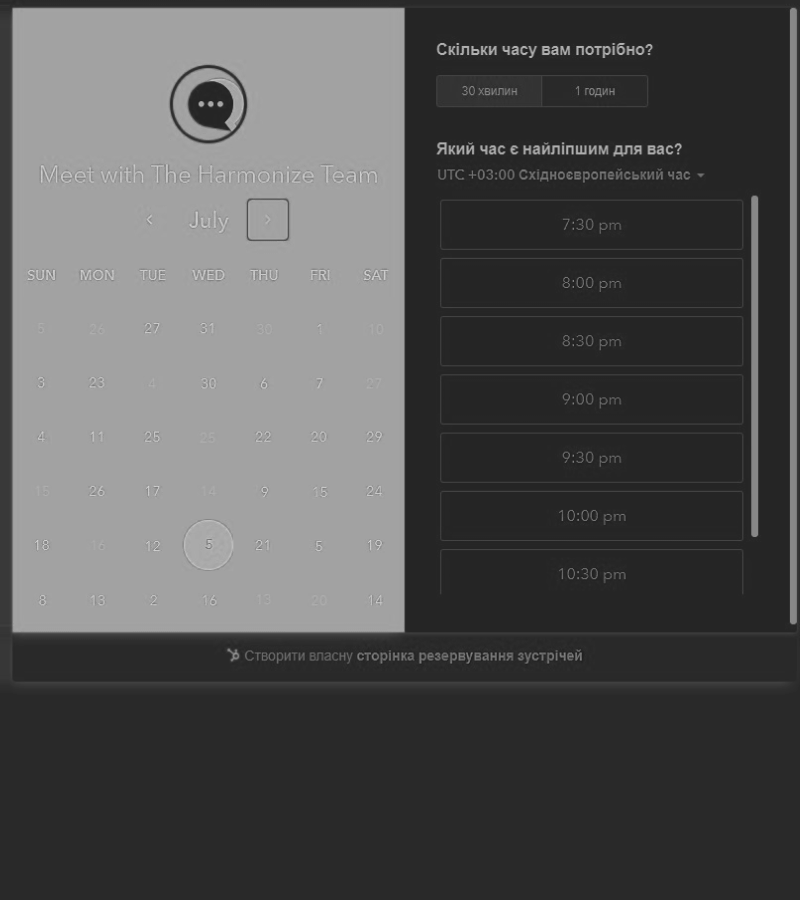 Meet with The Harmonize Team
July
SUN MON TUE WED THU FRI SAT
5 26 27 31 30 1 10
3 23 4 30 6 7 27
4 11 25 25 22 20 29
15 26 17 14 9 15 24
18 16 12 5 21 5 19
8 13 2 16 13 20 14
Скільки часу вам потрібно?
30 хвилин 1 годин
Який час є найліпшим для вас?
UTC +03:00 Східноєвропейський час
7:30 pm
8:00 pm
8:30 pm
9:00 pm
9:30 pm
10:00 pm
10:30 pm
Створити власну сторінка резервування зустрічей